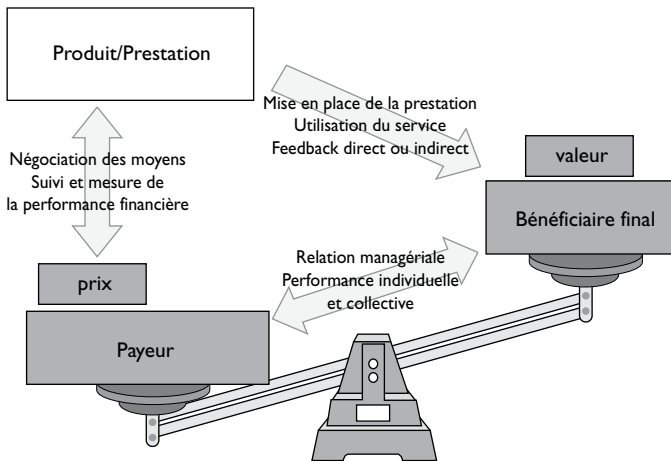 Produit/Prestation
Mise en place de la prestation
Utilisation du service
Feedback direct ou indirect
Négociation des moyens
Suivi et mesure de
la performance financière
valeur
Bénéficiaire final
Relation managériale
Performance individuelle
et collective
prix
Payeur